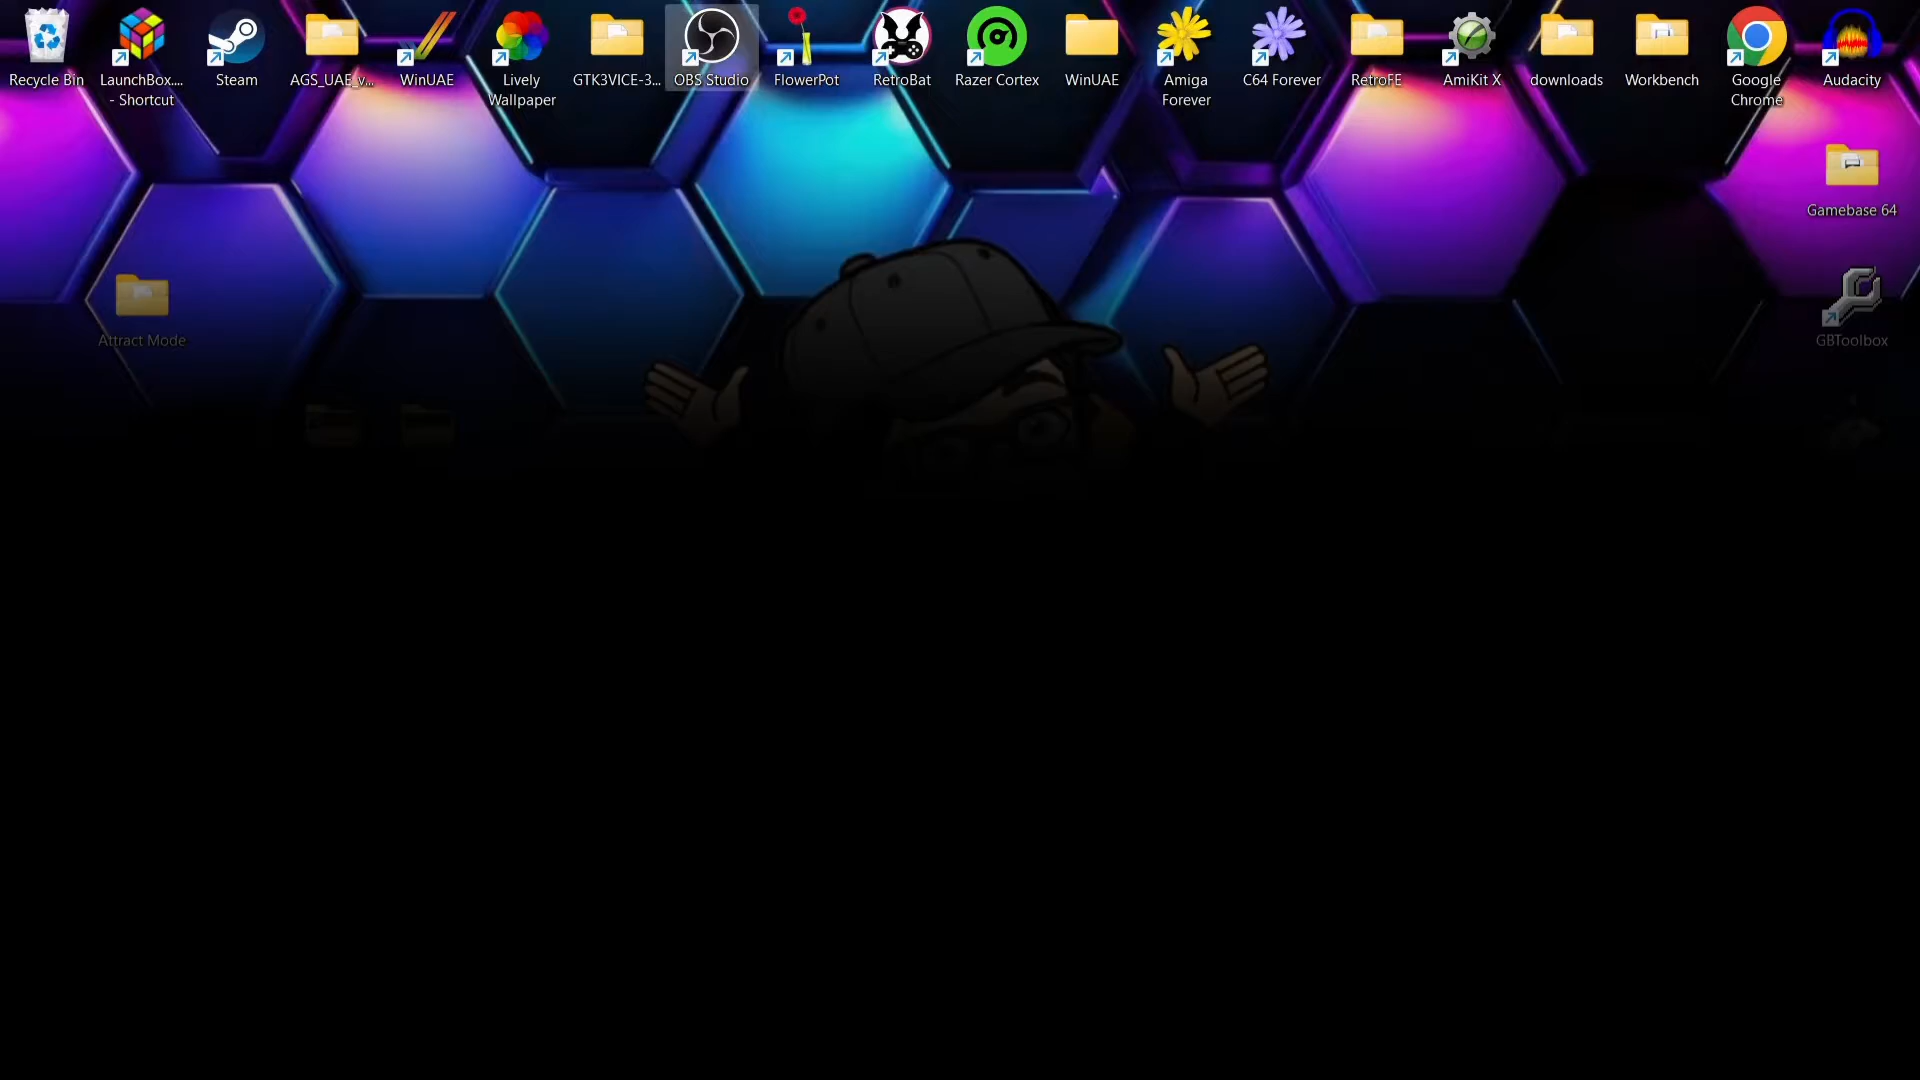 Recycle Bin
LaunchBox....
- Shortcut
Steam
AGS_UAE_v...
WinUAE
Lively
Wallpaper
GTK3VICE-3...
OBS Studio
FlowerPot
RetroBat
Razer Cortex
WinUAE
Amiga
Forever
C64 Forever
RetroFE
AmiKit X
downloads
Workbench
Google
Chrome
Audacity
Gamebase 64
Attract Mode
GBToolbox